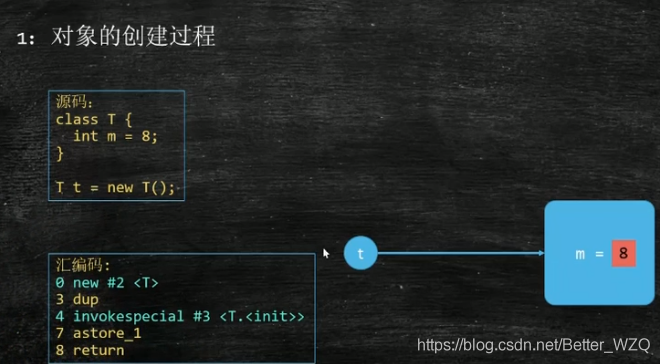 1: 对象的创建过程
源码:
class T {
int m = 8;
}
T t = new T();
t
m = 8
汇编码:
0 new #2 <T>
3 dup
4 invokespecial #3 <T.<init>>
7 astore_1
8 return
https://blog.csdn.net/Better_WZQ